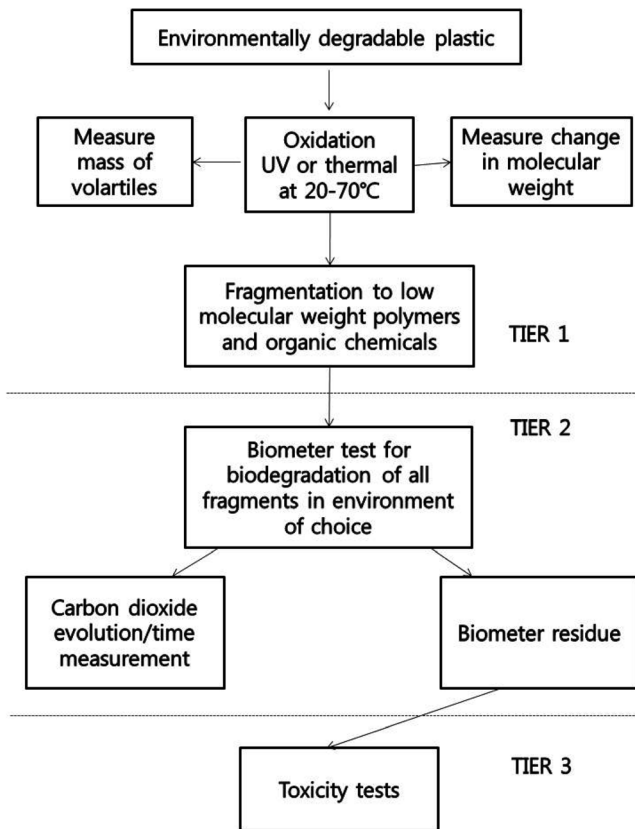 Environmentally degradable plastic
Measure
mass of
volartiles
Oxidation
UV or thermal
at 20-70℃
Measure change
in molecular
weight
Fragmentation to low
molecular weight polymers
and organic chemicals
TIER 1
TIER 2
Biometer test for
biodegradation of all
fragments in environment
of choice
Carbon dioxide
evolution/time
measurement
Biometer residue
TIER 3
Toxicity tests